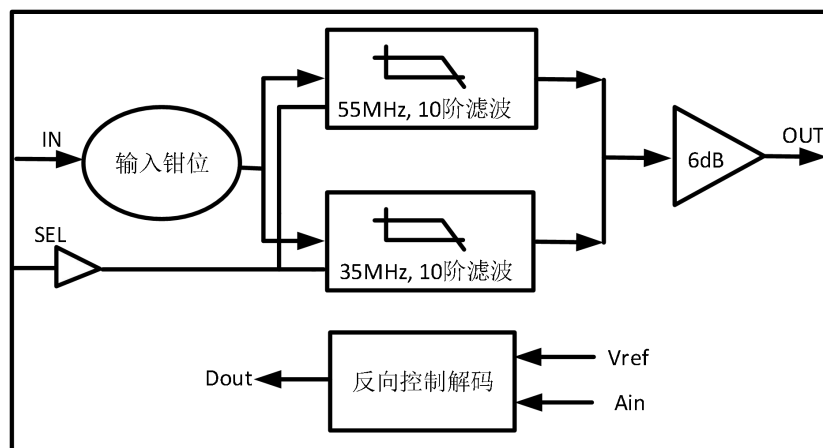 55MHz, 10阶滤波
IN
输入钳位
6dB
OUT
SEL
35MHz, 10阶滤波
Vref
Dout
反向控制解码
Ain